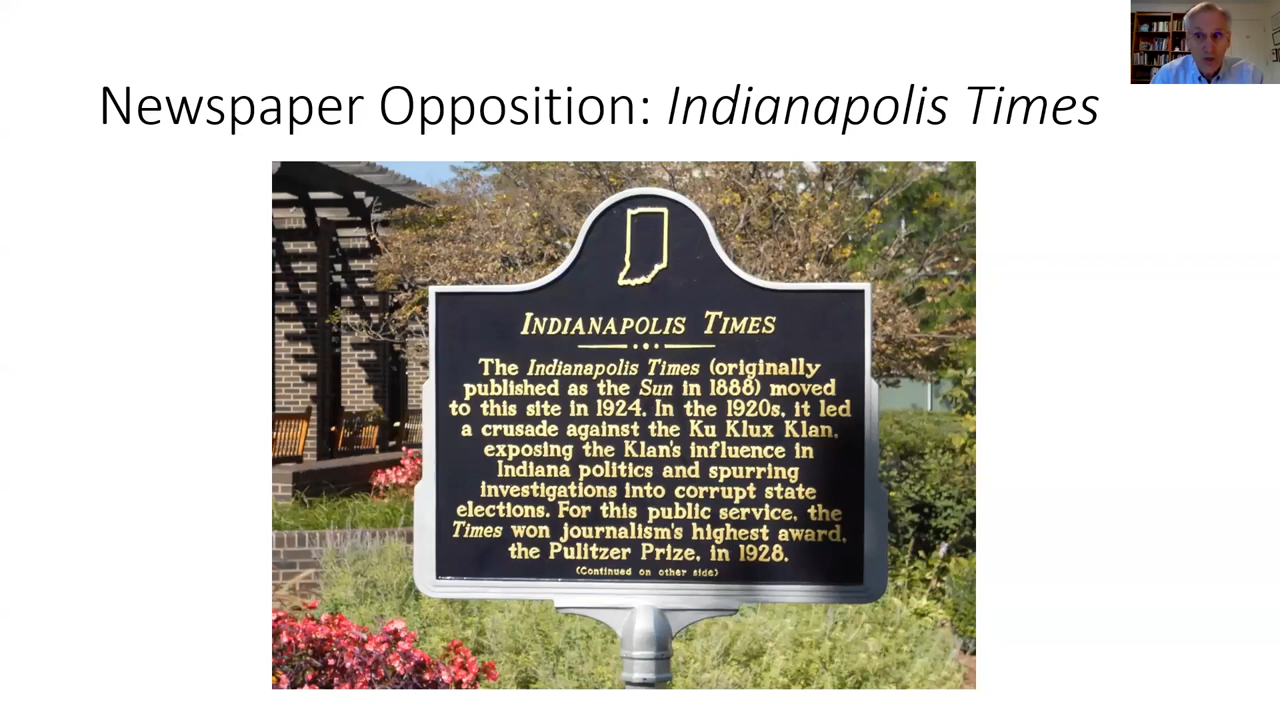 Newspaper Opposition: Indianapolis Times
INDIANAPOLIS TIMES
The Indianapolis Times (originally
published as the Sun in 1888) moved
to this site in 1924. In the 1920s, it led
a crusade against the Ku Klux Klan,
exposing the Klan's influence in
Indiana politics and spurring
investigations into corrupt state
elections. For this public service, the
Times won journalism's highest award,
the Pulitzer Prize, in 1928.
(Continued on other side)